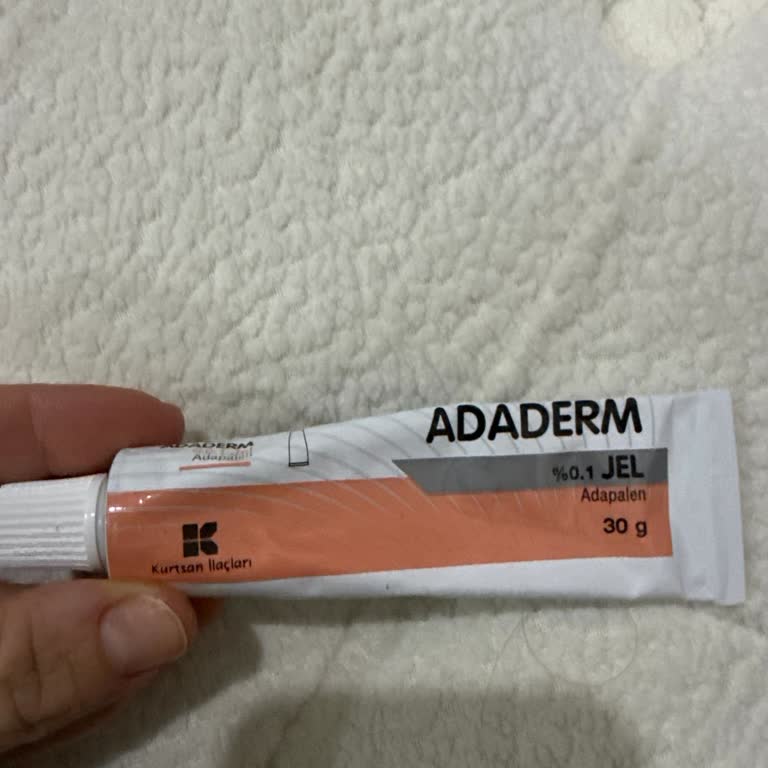 ADADERM
%0.1 JEL
Adapalen
30 g
ADADERM
Adapalen
Kurtsan İlaçları